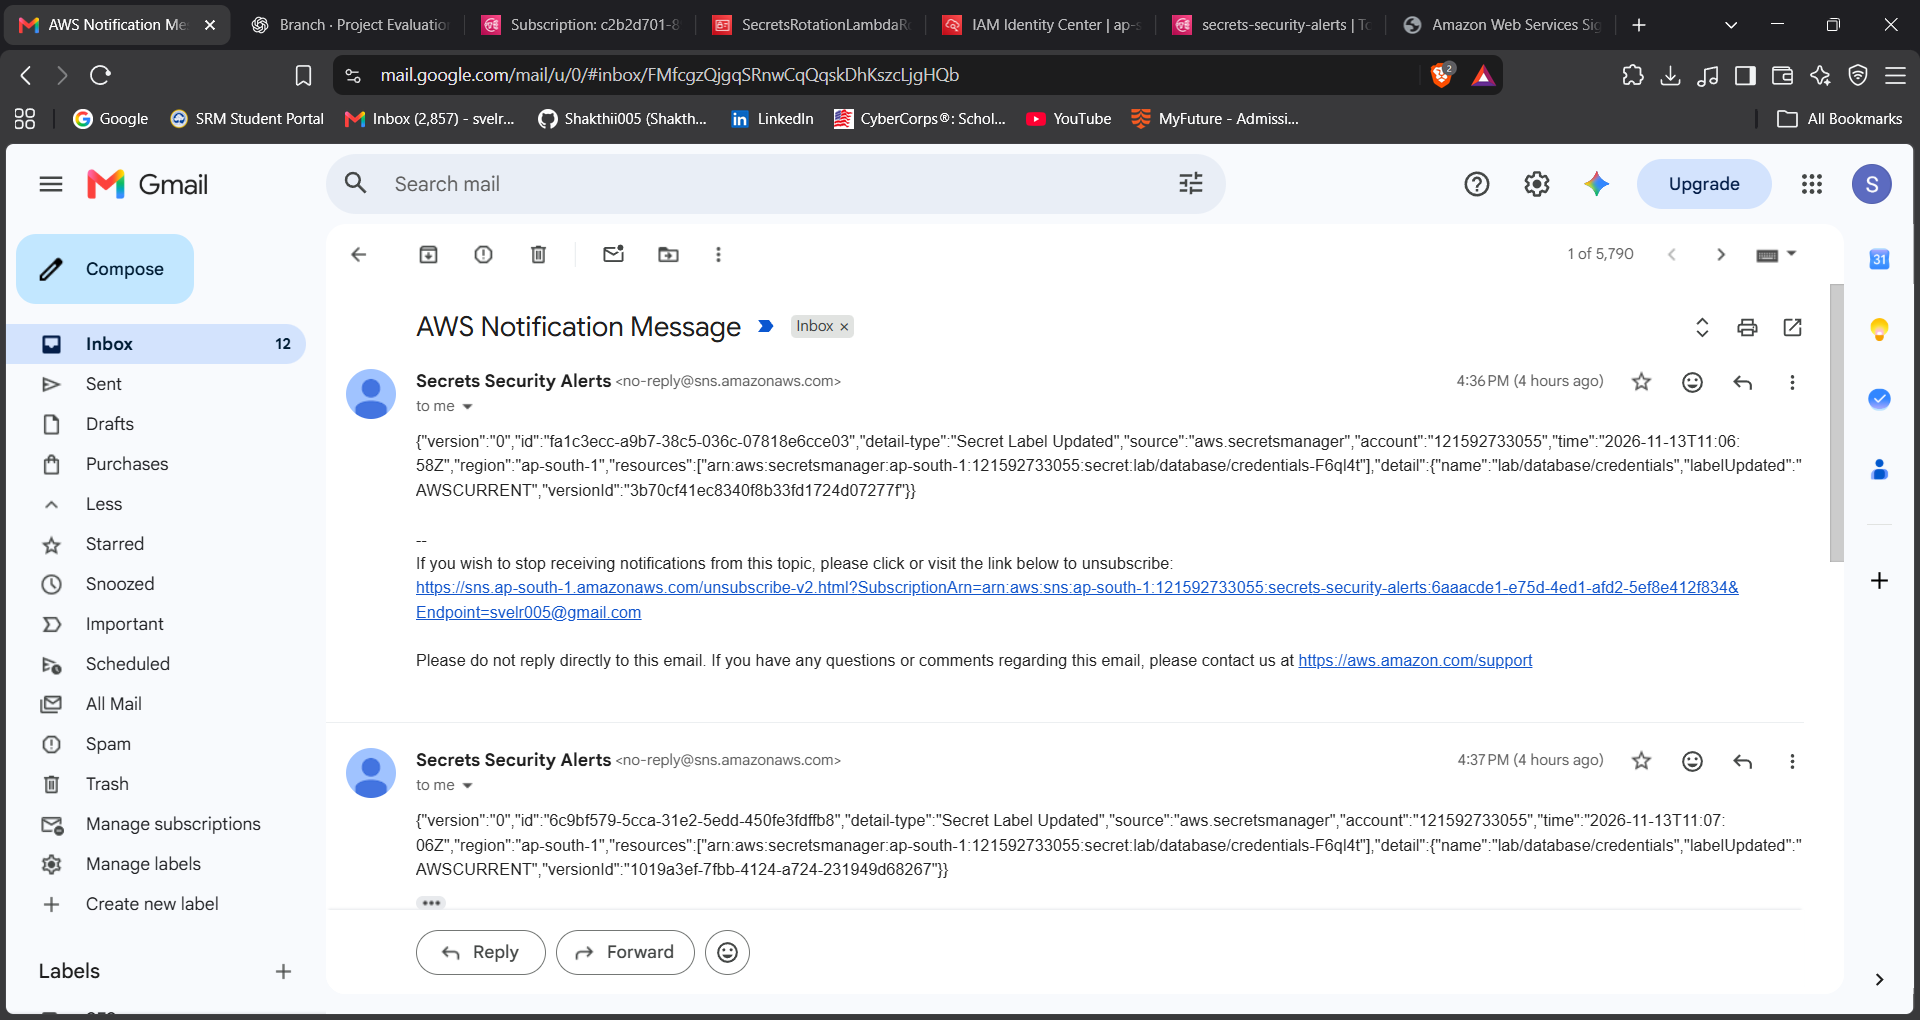 AWS Notification Me
Branch · Project Evaluation
Subscription: c2b2d701-8
SecretsRotationLambdaR
IAM Identity Center | ap-s
secrets-security-alerts | To
Amazon Web Services Sig
mail.google.com/mail/u/0/#inbox/FMfcgzQjgqSRnwCqQqskDhKszcLjgHQb
2
Google
SRM Student Portal
Inbox (2,857) - svelr...
Shakthii005 (Shakth...
LinkedIn
CyberCorps®: Schol...
YouTube
MyFuture - Admissi...
All Bookmarks
Gmail
Search mail
Upgrade
S
Compose
1 of 5,790
31
Inbox 12
Sent
Drafts
Purchases
Less
Starred
Snoozed
Important
Scheduled
All Mail
Spam
Trash
Manage subscriptions
Manage labels
Create new label
Labels
AWS Notification Message
Inbox
Secrets Security Alerts <no-reply@sns.amazonaws.com>
4:36 PM (4 hours ago)
to me
{"version":"0","id":"fa1c3ecc-a9b7-38c5-036c-07818e6cce03","detail-type":"Secret Label Updated","source":"aws.secretsmanager","account":"121592733055","time":"2026-11-13T11:06:
58Z","region":"ap-south-1","resources":["arn:aws:secretsmanager:ap-south-1:121592733055:secret:lab/database/credentials-F6ql4t"],"detail":{"name":"lab/database/credentials","labelUpdated":"
AWSCURRENT","versionId":"3b70cf41ec8340f8b33fd1724d07277f"}}
--
If you wish to stop receiving notifications from this topic, please click or visit the link below to unsubscribe:
https://sns.ap-south-1.amazonaws.com/unsubscribe-v2.html?SubscriptionArn=arn:aws:sns:ap-south-1:121592733055:secrets-security-alerts:6aaacde1-e75d-4ed1-afd2-5ef8e412f834&
Endpoint=svelr005@gmail.com
Please do not reply directly to this email. If you have any questions or comments regarding this email, please contact us at https://aws.amazon.com/support
Secrets Security Alerts <no-reply@sns.amazonaws.com>
4:37 PM (4 hours ago)
to me
{"version":"0","id":"6c9bf579-5cca-31e2-5edd-450fe3fdffb8","detail-type":"Secret Label Updated","source":"aws.secretsmanager","account":"121592733055","time":"2026-11-13T11:07:
06Z","region":"ap-south-1","resources":["arn:aws:secretsmanager:ap-south-1:121592733055:secret:lab/database/credentials-F6ql4t"],"detail":{"name":"lab/database/credentials","labelUpdated":"
AWSCURRENT","versionId":"1019a3ef-7fbb-4124-a724-231949d68267"}}
Reply
Forward